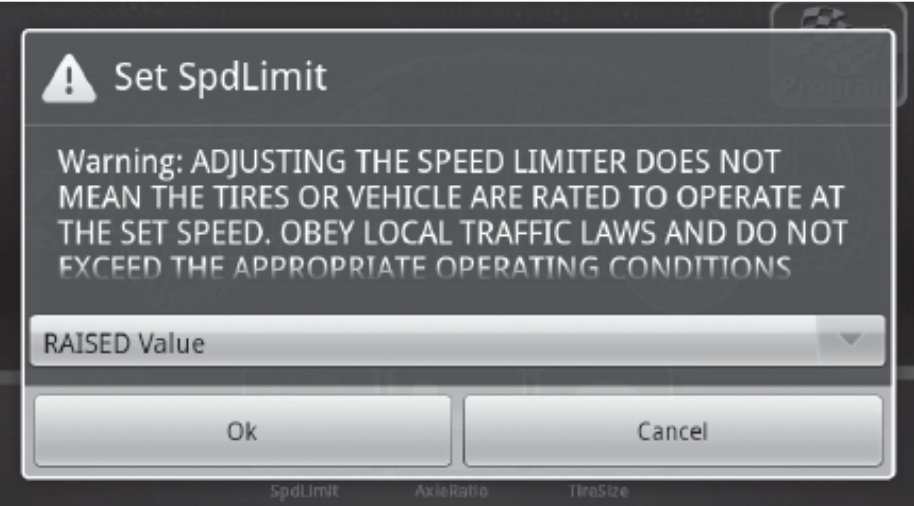 Program
Set SpdLimit
Warning: ADJUSTING THE SPEED LIMITER DOES NOT
MEAN THE TIRES OR VEHICLE ARE RATED TO OPERATE AT
THE SET SPEED. OBEY LOCAL TRAFFIC LAWS AND DO NOT
EXCEED THE APPROPRIATE OPERATING CONDITIONS
RAISED Value
Ok
Cancel
SpdLimit
AxleRatio
TireSize